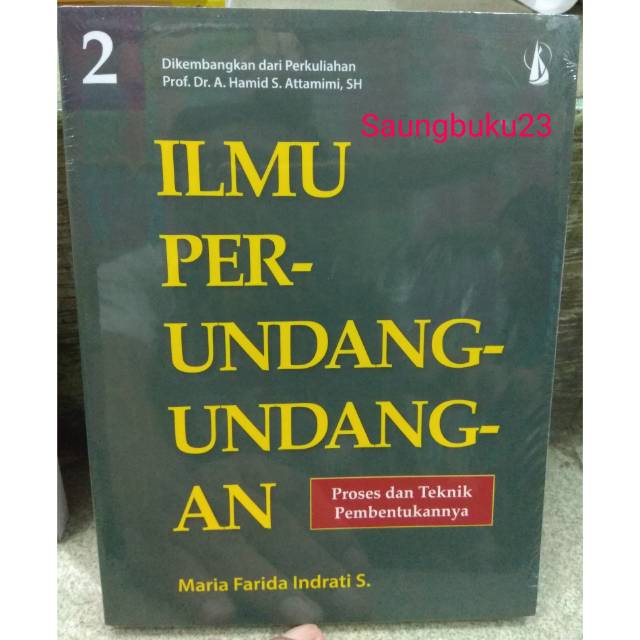 2
Dikembangkan dari Perkuliahan
Prof. Dr. A. Hamid S. Attamimi, SH
Saungbuku23
ILMU
PER-
UNDANG-
UNDANG-
AN
Proses dan Teknik
Pembentukannya
Maria Farida Indrati S.